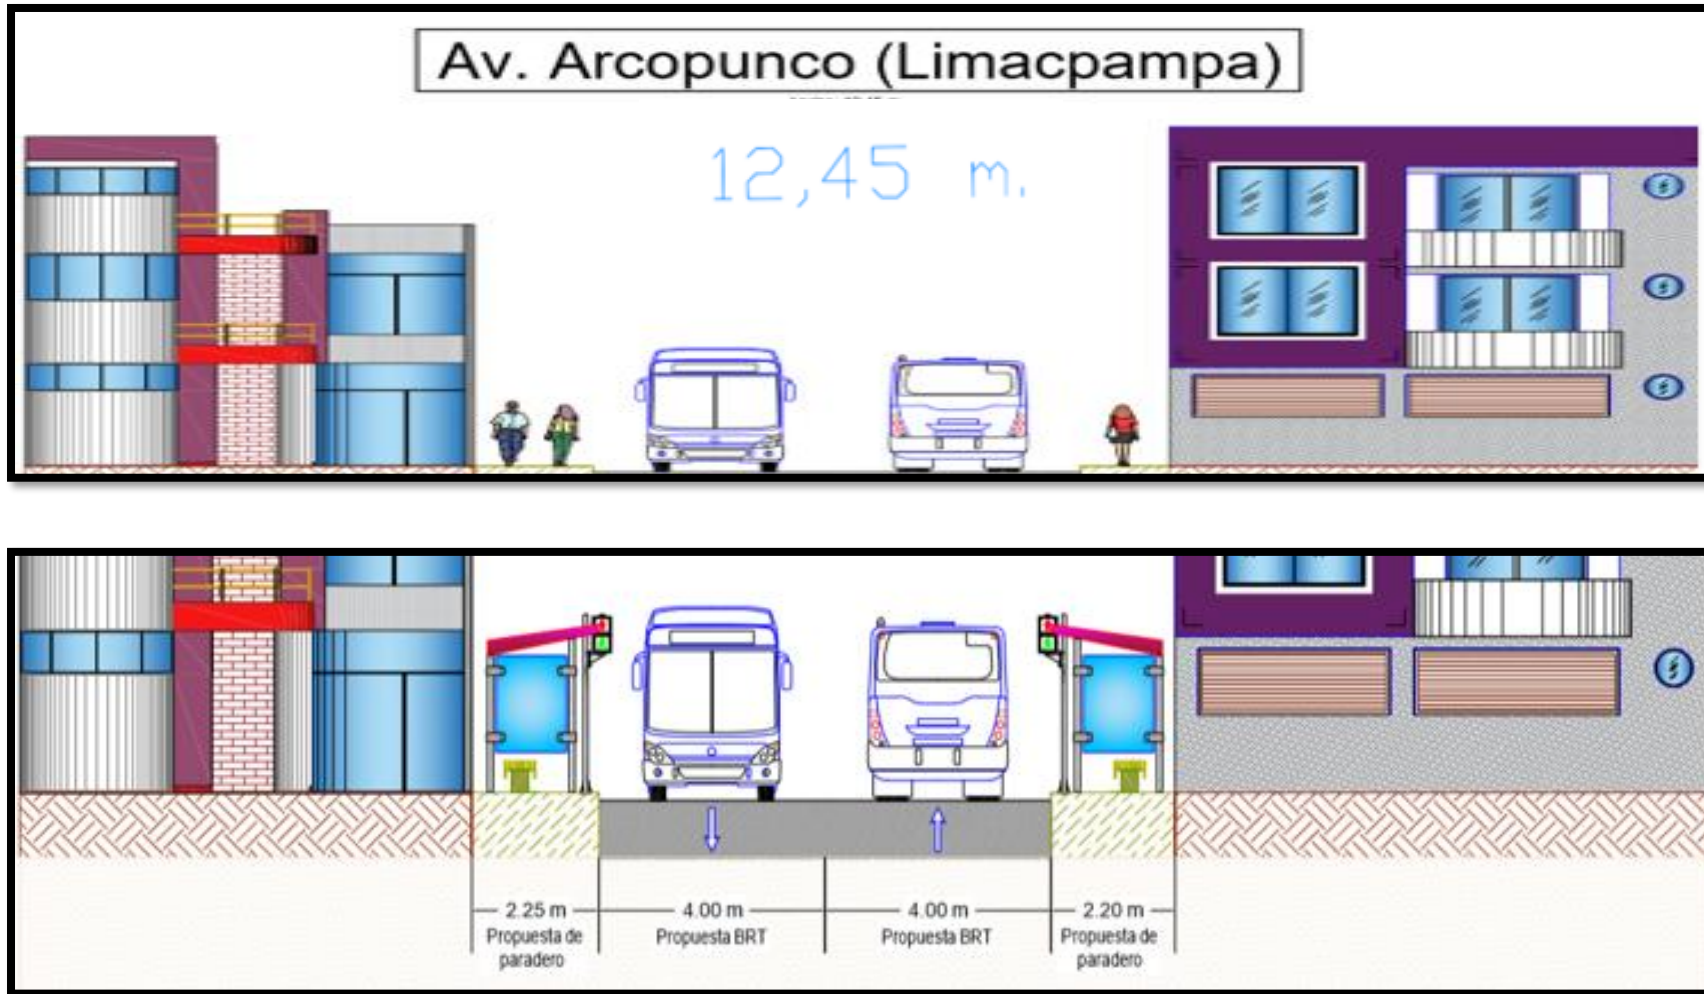 Av. Arcopunco (Limacpampa)
12,45 m.
2.25 m
Propuesta de
paradero
4.00 m
Propuesta BRT
4.00 m
Propuesta BRT
2.20 m
Propuesta de
paradero